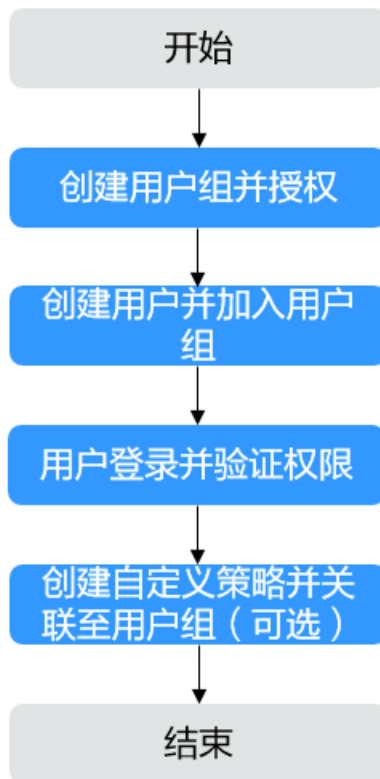 开始
创建用户组并授权
创建用户并加入用户
组
用户登录并验证权限
创建自定义策略并关
联至用户组（可选）
结束